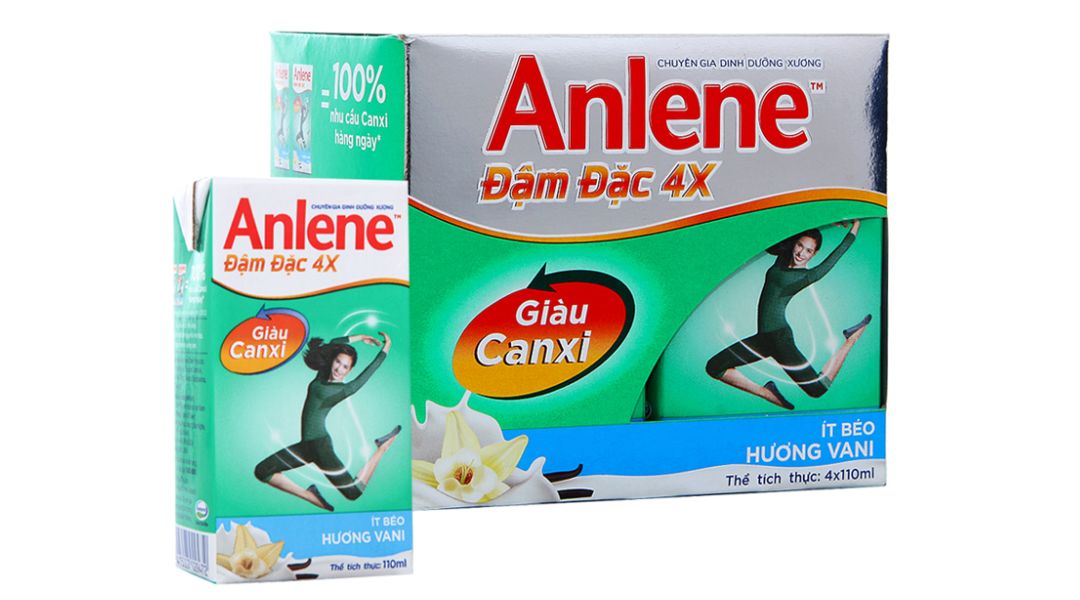 = 100%
nhu cầu Canxi
hàng ngày*
CHUYÊN GIA DINH DƯỠNG XƯƠNG
Anlene™
Đậm Đặc 4X
Giàu
Canxi
ÍT BÉO
HƯƠNG VANI
Thể tích thực: 4x110ml
CHUYÊN GIA DINH DƯỠNG XƯƠNG
Anlene™
Đậm Đặc 4X
Giàu
Canxi
ÍT BÉO
HƯƠNG VANI
Thể tích thực: 110ml